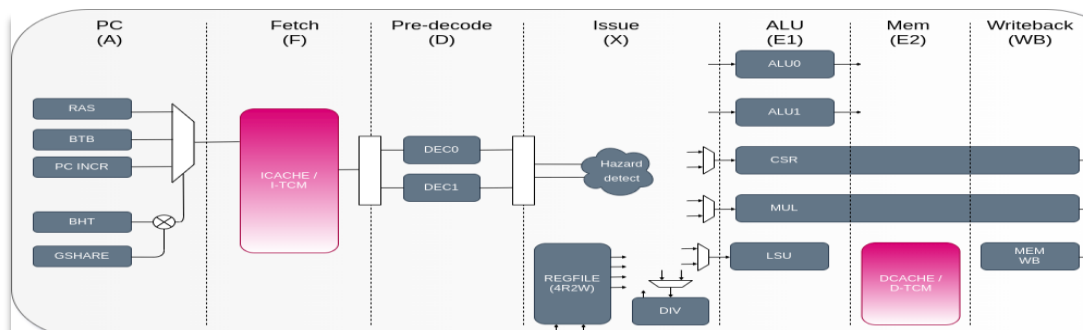 PC
(A)
Fetch
(F)
Pre-decode
(D)
Issue
(X)
ALU
(E1)
Mem
(E2)
Writeback
(WB)
RAS
BTB
PC INCR
BHT
GSHARE
ICACHE /
I-TCM
DEC0
DEC1
Hazard
detect
REGFILE
(4R2W)
DIV
ALU0
ALU1
CSR
MUL
LSU
DCACHE /
D-TCM
MEM
WB